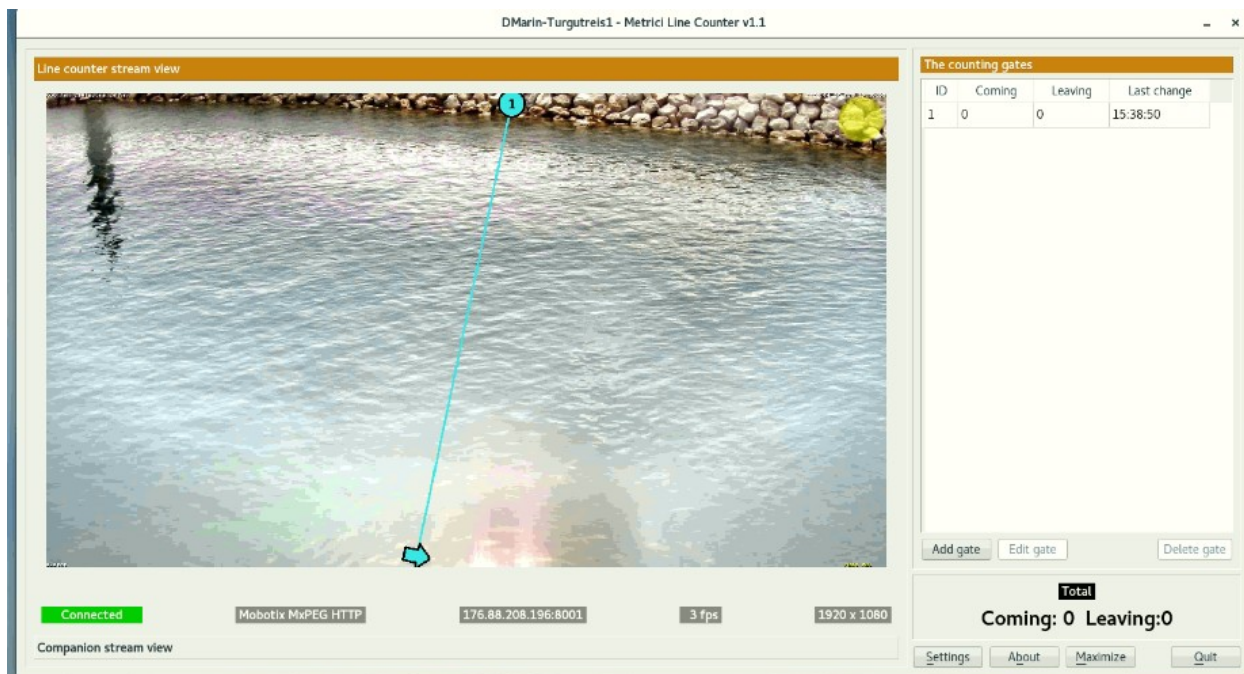 DMarin-Turgutreis1 - Metrici Line Counter v1.1
Line counter stream view
1
Connected
Mobotix MxPEG HTTP
176.88.208.196:8001
3 fps
1920 x 1080
Companion stream view
The counting gates
ID Coming Leaving Last change
1 0 0 15:38:50
Add gate Edit gate Delete gate
Total
Coming: 0 Leaving:0
Settings About Maximize Quit